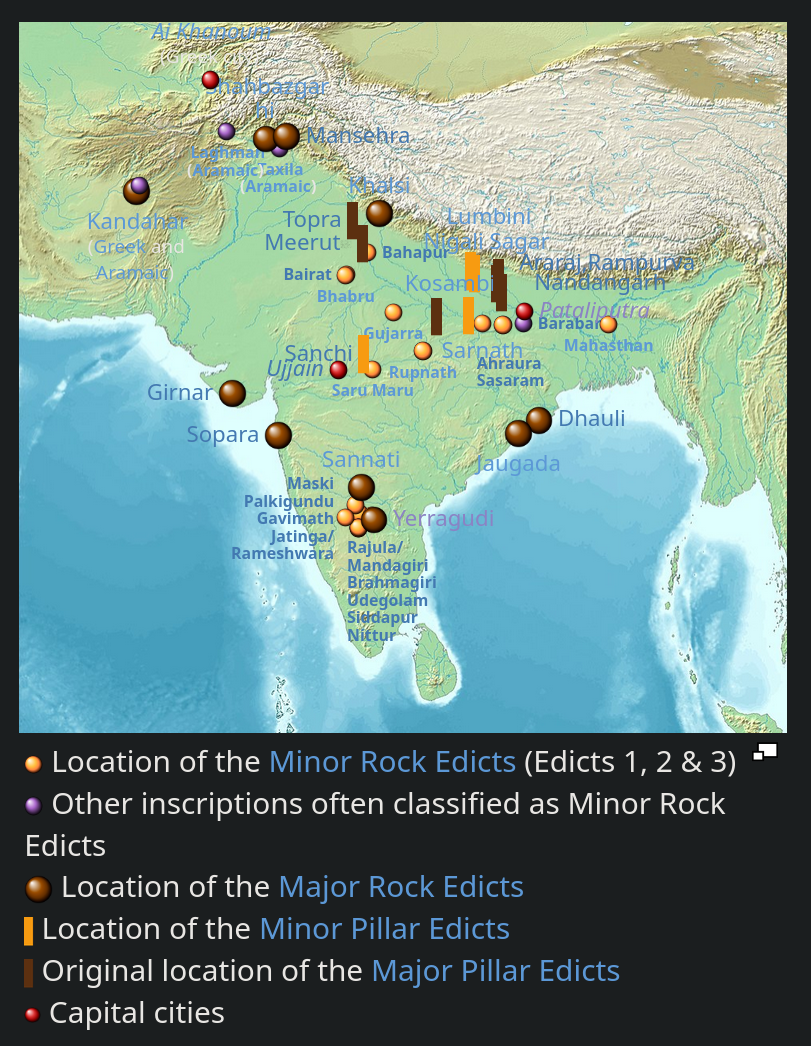 Ai Khanoum
(Greek city)
Shahbazgar
hi
Mansehra
Laghman
(Aramaic)
Taxila
(Aramaic)
Khalsi
Kandahar
(Greek and
Aramaic)
Topra
Meerut
Lumbini
Nigali Sagar
Bahapur
Araraj
Rampurva
Nandangarh
Bairat
Bhabru
Kosambi
Pataliputra
Barabar
Mahasthan
Gujarra
Sanchi
Ujjain
Rupnath
Sarnath
Ahraura
Sasaram
Saru Maru
Girnar
Sopara
Dhauli
Jaugada
Sannati
Maski
Palkigundu
Gavimath
Jatinga/
Rameshwara
Yerragudi
Rajula/
Mandagiri
Brahmagiri
Udegolam
Siddapur
Nittur
Location of the Minor Rock Edicts (Edicts 1, 2 & 3)
Other inscriptions often classified as Minor Rock
Edicts
Location of the Major Rock Edicts
Location of the Minor Pillar Edicts
Original location of the Major Pillar Edicts
Capital cities